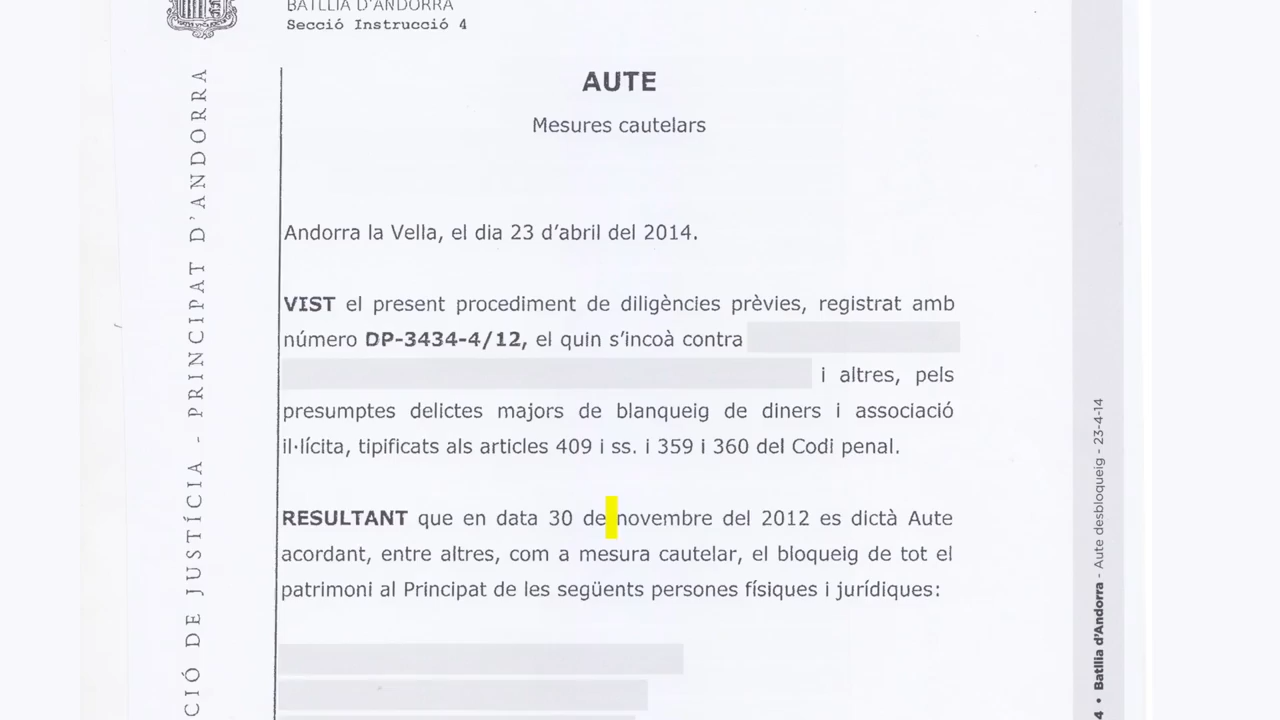 BATLLIA D'ANDORRA
Secció Instrucció 4
AUTE
Mesures cautelars
Andorra la Vella, el dia 23 d'abril del 2014.
VIST el present procediment de diligències prèvies, registrat amb
número DP-3434-4/12, el quin s'incoà contra
i altres, pels
presumptes delictes majors de blanqueig de diners i associació
il·lícita, tipificats als articles 409 i ss. i 359 i 360 del Codi penal.
RESULTANT que en data 30 de novembre del 2012 es dictà Aute
acordant, entre altres, com a mesura cautelar, el bloqueig de tot el
patrimoni al Principat de les següents persones físiques i jurídiques:
CIÓ DE JUSTÍCIA - PRINCIPAT D'ANDORRA
4 • Batllia d'Andorra - Aute desbloqueig - 23-4-14